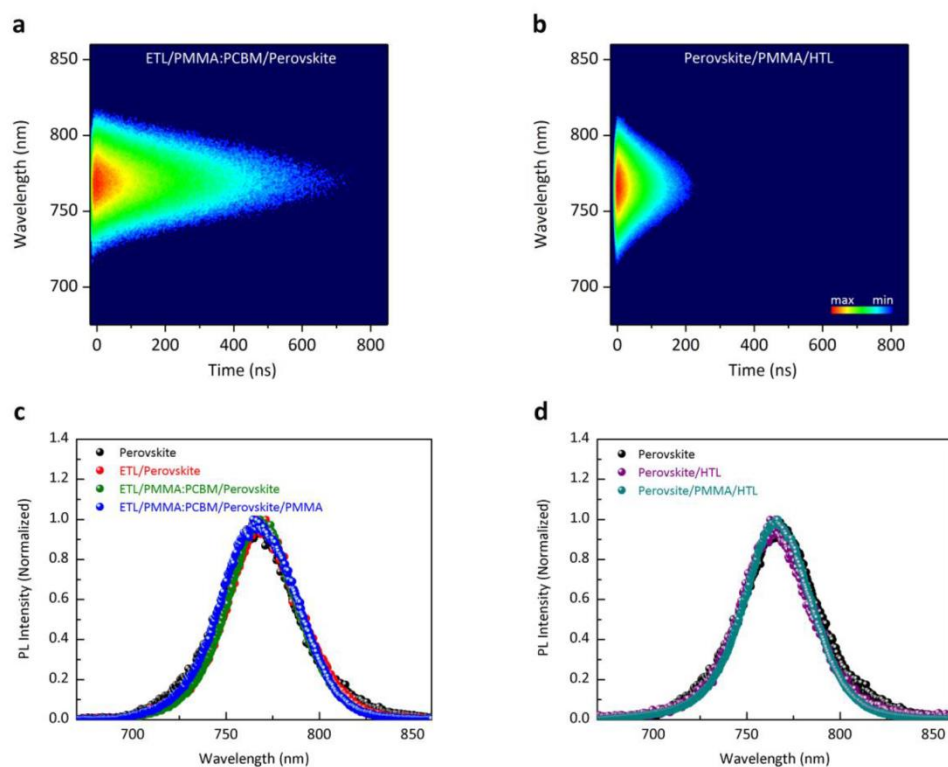 a
ETL/PMMA:PCBM/Perovskite
850
800
750
700
Wavelength (nm)
0 200 400 600 800
Time (ns)
b
Perovskite/PMMA/HTL
850
800
750
700
Wavelength (nm)
max min
0 200 400 600 800
Time (ns)
c
1.4
1.2
1.0
0.8
0.6
0.4
0.2
0.0
PL Intensity (Normalized)
Perovskite
ETL/Perovskite
ETL/PMMA:PCBM/Perovskite
ETL/PMMA:PCBM/Perovskite/PMMA
700 750 800 850
Wavelength (nm)
d
1.4
1.2
1.0
0.8
0.6
0.4
0.2
0.0
PL Intensity (Normalized)
Perovskite
Perovskite/HTL
Perovsite/PMMA/HTL
700 750 800 850
Wavelength (nm)